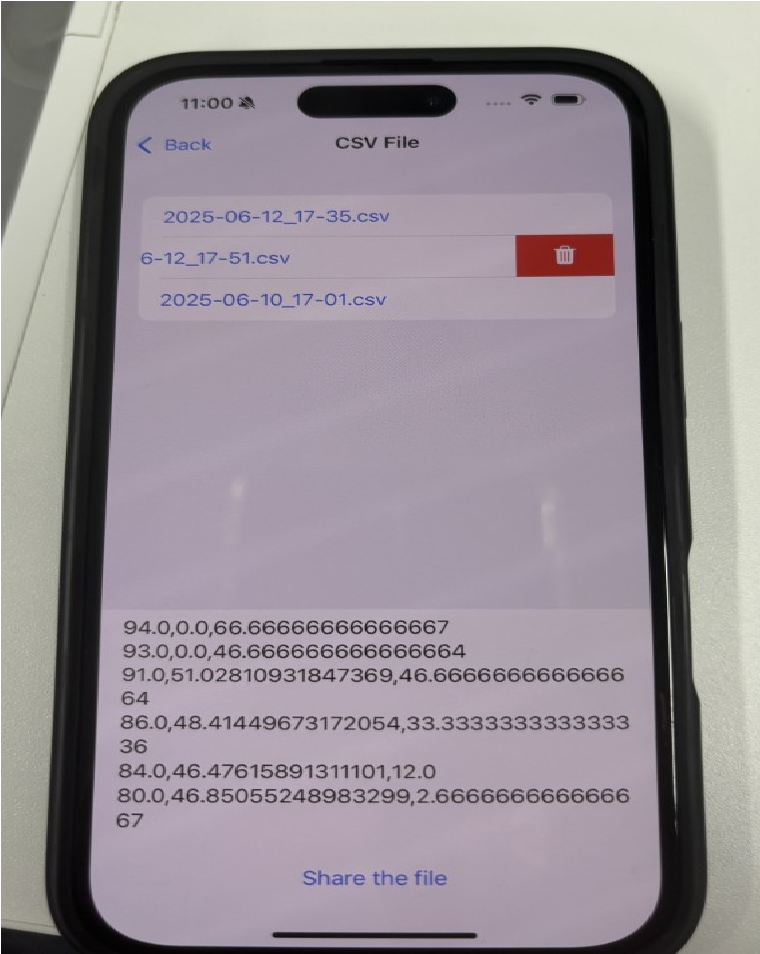 11:00
Back
CSV File
2025-06-12_17-35.csv
6-12_17-51.csv
2025-06-10_17-01.csv
94.0,0.0,66.66666666666667
93.0,0.0,46.666666666666664
91.0,51.02810931847369,46.6666666666666
64
86.0,48.41449673172054,33.3333333333333
36
84.0,46.47615891311101,12.0
80.0,46.85055248983299,2.6666666666666
67
Share the file